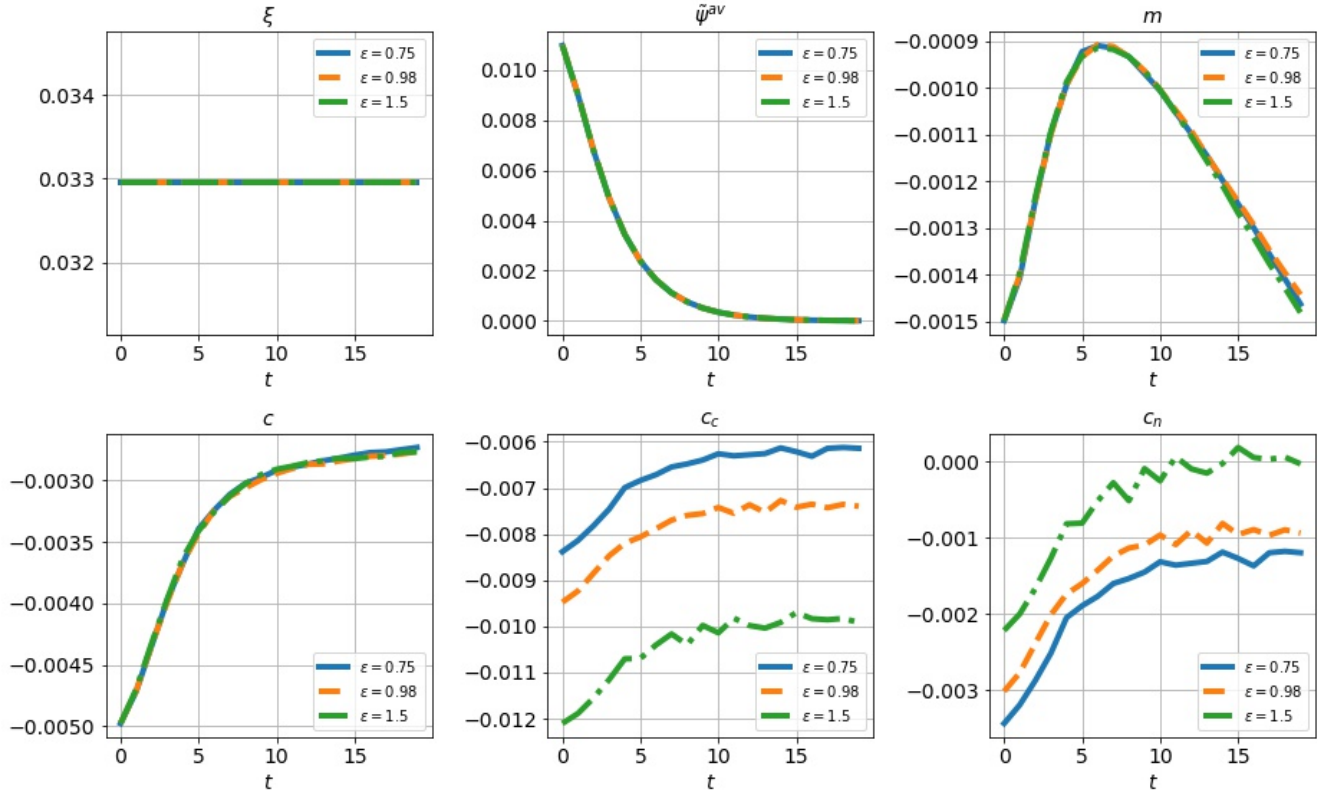 ξ
ε = 0.75
ε = 0.98
ε = 1.5
0.034
0.033
0.032
0 5 10 15
t
ψ̃ᵃᵛ
ε = 0.75
ε = 0.98
ε = 1.5
0.010
0.008
0.006
0.004
0.002
0.000
0 5 10 15
t
m
ε = 0.75
ε = 0.98
ε = 1.5
−0.0009
−0.0010
−0.0011
−0.0012
−0.0013
−0.0014
−0.0015
0 5 10 15
t
c
−0.0030
−0.0035
−0.0040
−0.0045
−0.0050
ε = 0.75
ε = 0.98
ε = 1.5
0 5 10 15
t
c_c
−0.006
−0.007
−0.008
−0.009
−0.010
−0.011
−0.012
ε = 0.75
ε = 0.98
ε = 1.5
0 5 10 15
t
c_n
0.000
−0.001
−0.002
−0.003
ε = 0.75
ε = 0.98
ε = 1.5
0 5 10 15
t